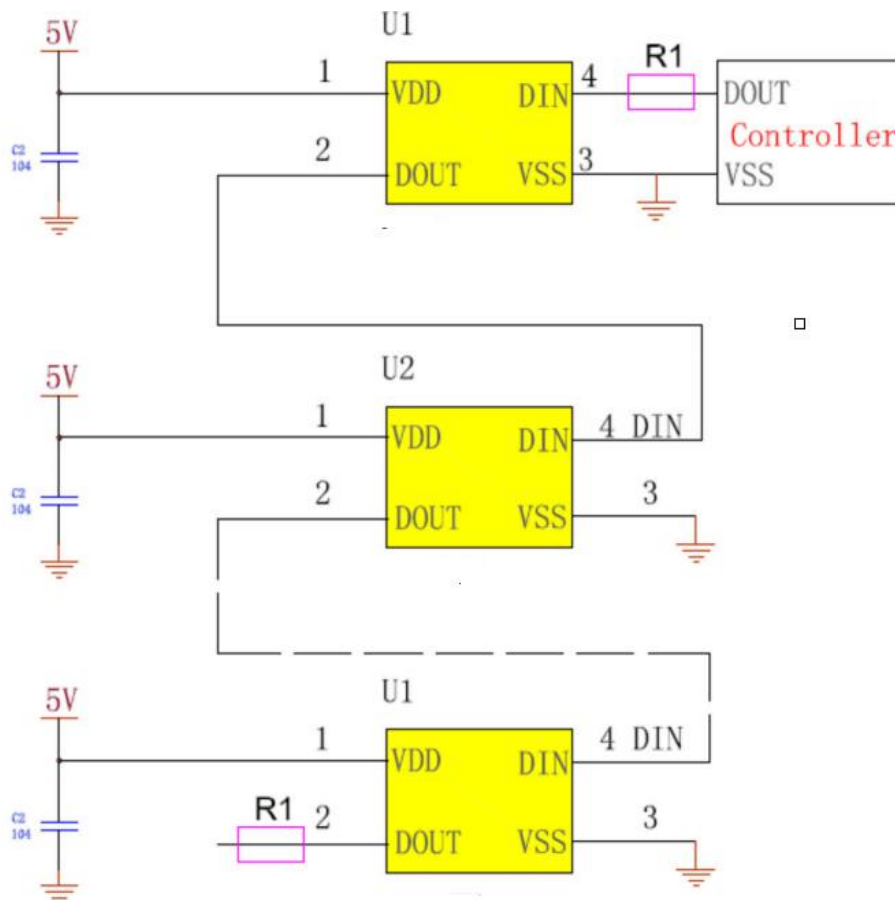 5V
U1
R1
1
4
VDD
DIN
DOUT
Controller
2
3
DOUT
VSS
VSS
C2
104
5V
U2
1
4 DIN
VDD
DIN
2
3
DOUT
VSS
C2
104
5V
U1
1
4 DIN
VDD
DIN
R1
2
3
DOUT
VSS
C2
104